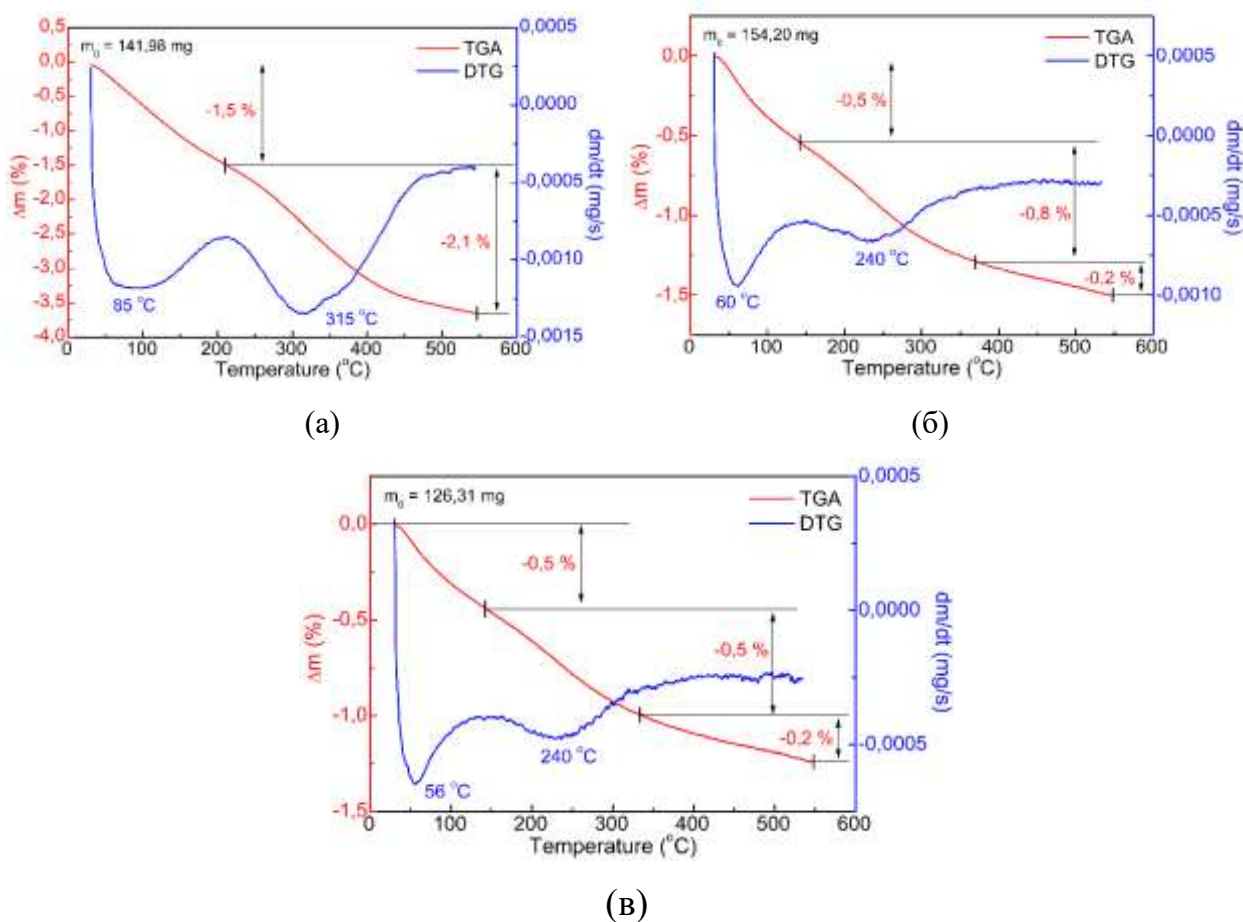 m0 = 141,98 mg
TGA
DTG
-1,5 %
-2,1 %
85 °C
315 °C
0,5
0,0
-0,5
-1,0
-1,5
-2,0
-2,5
-3,0
-3,5
-4,0
Δm (%)
0,0005
0,0000
-0,0005
-0,0010
-0,0015
dm/dt (mg/s)
0 100 200 300 400 500 600
Temperature (°C)
(а)
m0 = 154,20 mg
TGA
DTG
-0,5 %
-0,8 %
-0,2 %
60 °C
240 °C
0,0
-0,5
-1,0
-1,5
Δm (%)
0,0005
0,0000
-0,0005
-0,0010
dm/dt (mg/s)
0 100 200 300 400 500 600
Temperature (°C)
(б)
m0 = 126,31 mg
TGA
DTG
-0,5 %
-0,5 %
-0,2 %
56 °C
240 °C
0,0
-0,5
-1,0
-1,5
Δm (%)
0,0005
0,0000
-0,0005
dm/dt (mg/s)
0 100 200 300 400 500 600
Temperature (°C)
(в)